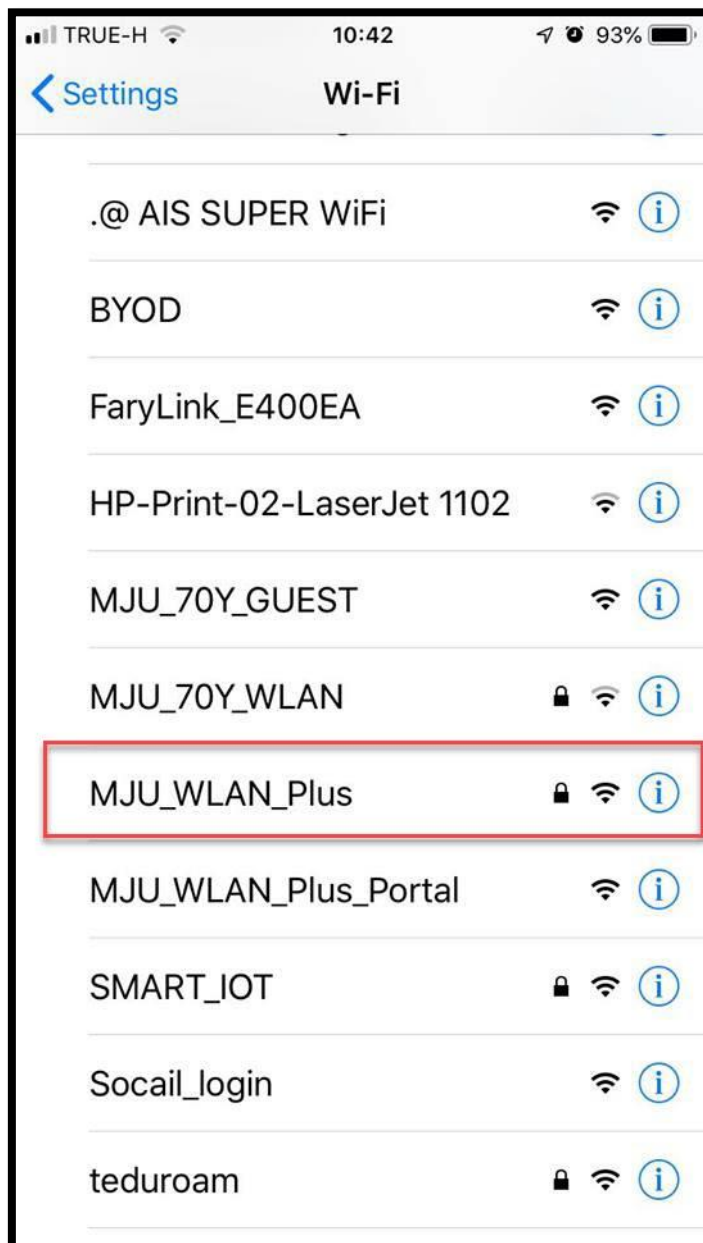 TRUE-H 10:42 93%
Settings Wi-Fi
.@ AIS SUPER WiFi
BYOD
FaryLink_E400EA
HP-Print-02-LaserJet 1102
MJU_70Y_GUEST
MJU_70Y_WLAN
MJU_WLAN_Plus
MJU_WLAN_Plus_Portal
SMART_IOT
Socail_login
teduroam